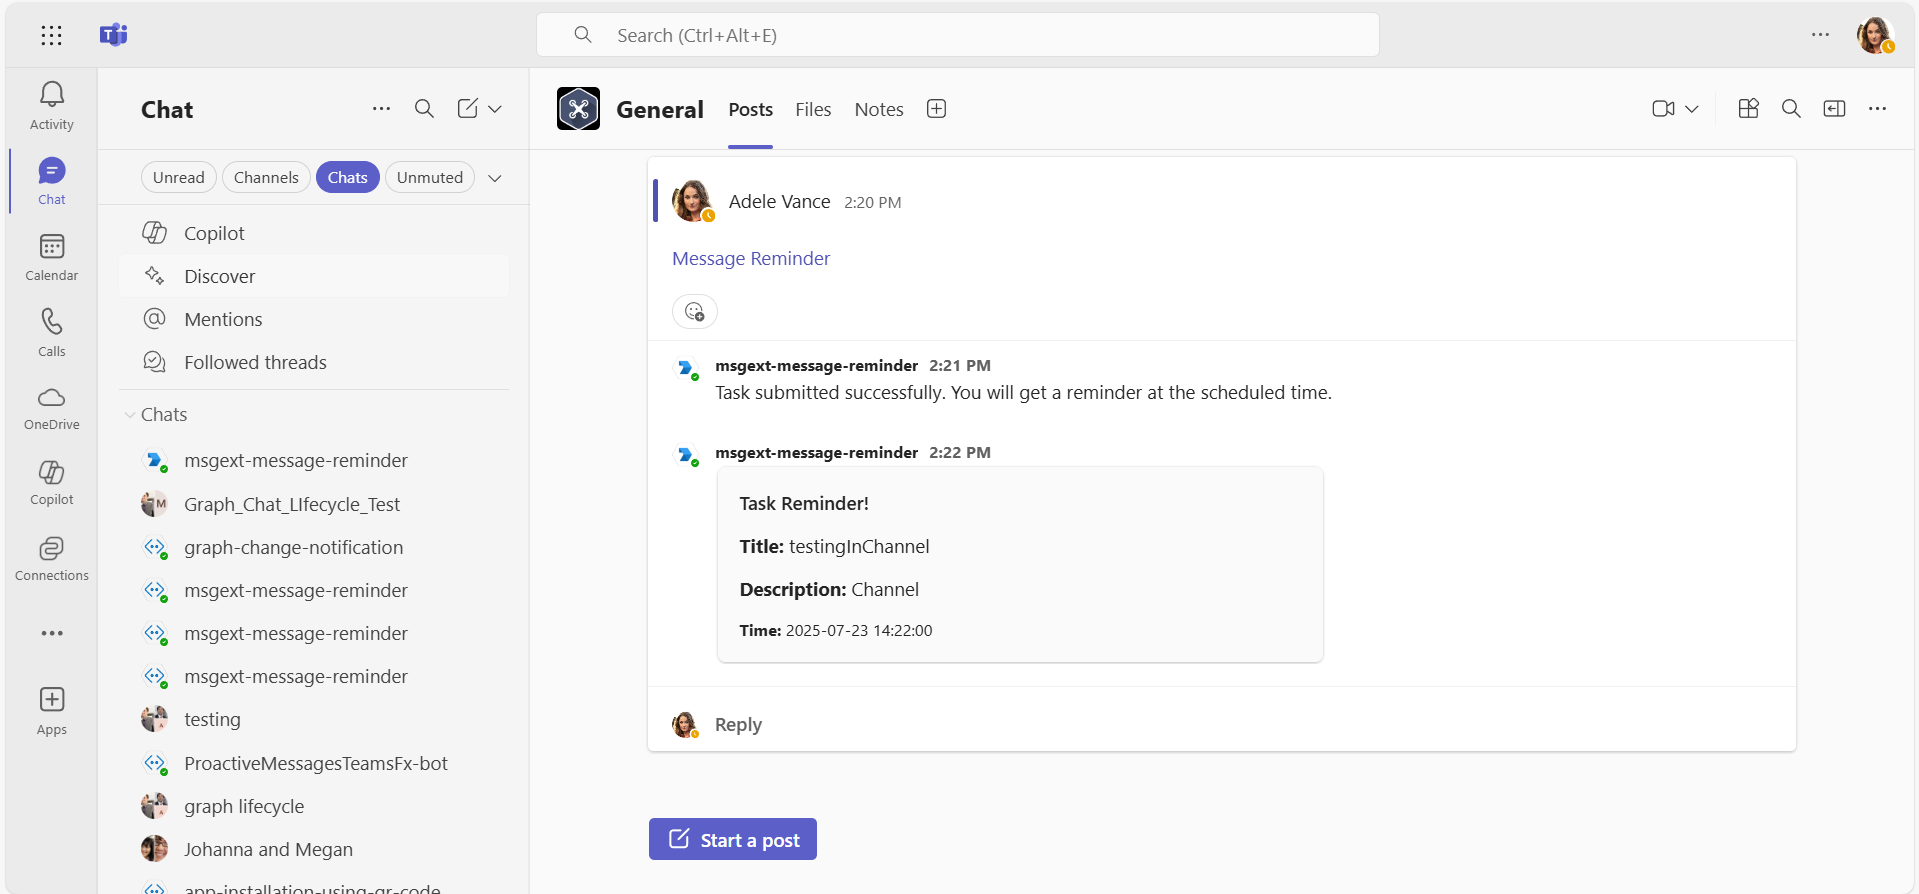 Search (Ctrl+Alt+E)
Activity
Chat
Calendar
Calls
OneDrive
Copilot
Connections
Apps
Chat
Unread
Channels
Chats
Unmuted
Copilot
Discover
Mentions
Followed threads
Chats
msgext-message-reminder
M
Graph_Chat_LIfecycle_Test
graph-change-notification
msgext-message-reminder
msgext-message-reminder
msgext-message-reminder
testing
ProactiveMessagesTeamsFx-bot
graph lifecycle
Johanna and Megan
app-installation-using-qr-code
General
Posts
Files
Notes
Adele Vance 2:20 PM
Message Reminder
msgext-message-reminder 2:21 PM
Task submitted successfully. You will get a reminder at the scheduled time.
msgext-message-reminder 2:22 PM
Task Reminder!
Title: testingInChannel
Description: Channel
Time: 2025-07-23 14:22:00
Reply
Start a post